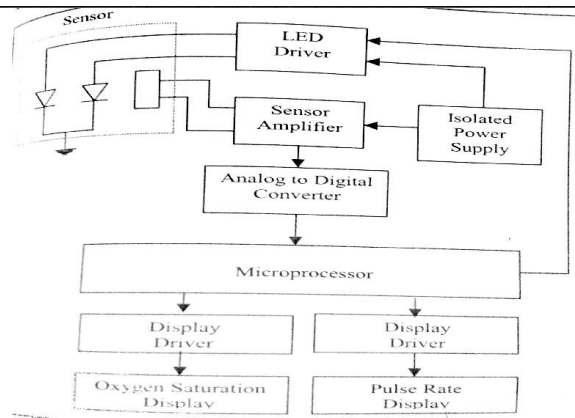 Sensor
LED
Driver
Sensor
Amplifier
Isolated
Power
Supply
Analog to Digital
Converter
Microprocessor
Display
Driver
Display
Driver
Oxygen Saturation
Display
Pulse Rate
Display